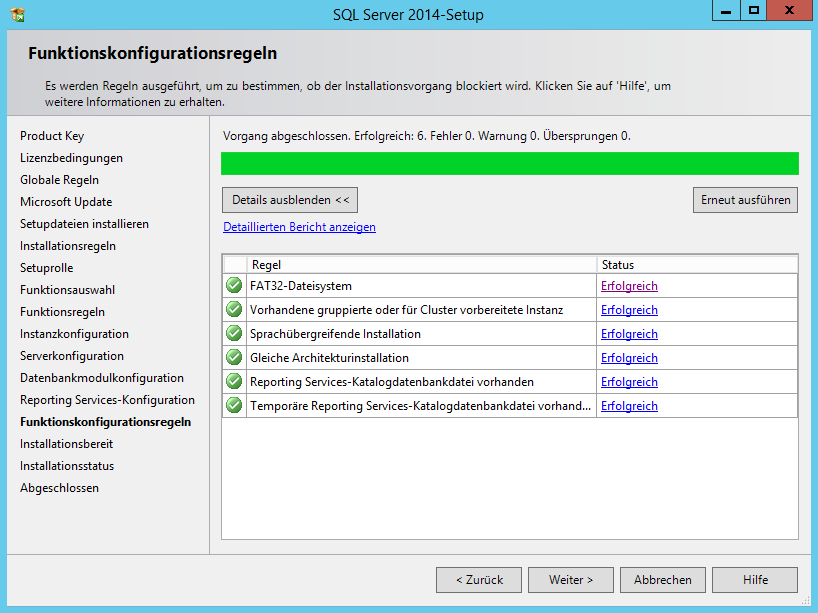 SQL Server 2014-Setup
Funktionskonfigurationsregeln
Es werden Regeln ausgeführt, um zu bestimmen, ob der Installationsvorgang blockiert wird. Klicken Sie auf 'Hilfe', um
weitere Informationen zu erhalten.
Product Key
Lizenzbedingungen
Globale Regeln
Microsoft Update
Setupdateien installieren
Installationsregeln
Setuprolle
Funktionsauswahl
Funktionsregeln
Instanzkonfiguration
Serverkonfiguration
Datenbankmodulkonfiguration
Reporting Services-Konfiguration
Funktionskonfigurationsregeln
Installationsbereit
Installationsstatus
Abgeschlossen
Vorgang abgeschlossen. Erfolgreich: 6. Fehler 0. Warnung 0. Übersprungen 0.
Details ausblenden << Erneut ausführen
Detaillierten Bericht anzeigen
Regel Status
FAT32-Dateisystem Erfolgreich
Vorhandene gruppierte oder für Cluster vorbereitete Instanz Erfolgreich
Sprachübergreifende Installation Erfolgreich
Gleiche Architekturinstallation Erfolgreich
Reporting Services-Katalogdatenbankdatei vorhanden Erfolgreich
Temporäre Reporting Services-Katalogdatenbankdatei vorhand... Erfolgreich
< Zurück Weiter > Abbrechen Hilfe